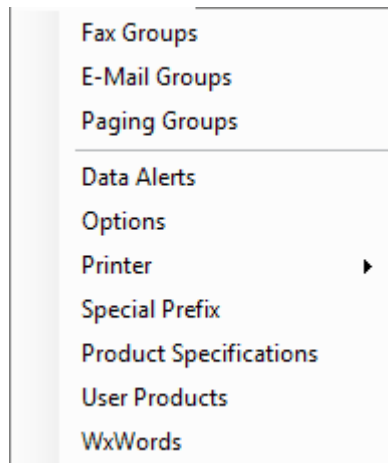 Fax Groups
E-Mail Groups
Paging Groups
Data Alerts
Options
Printer
Special Prefix
Product Specifications
User Products
WxWords